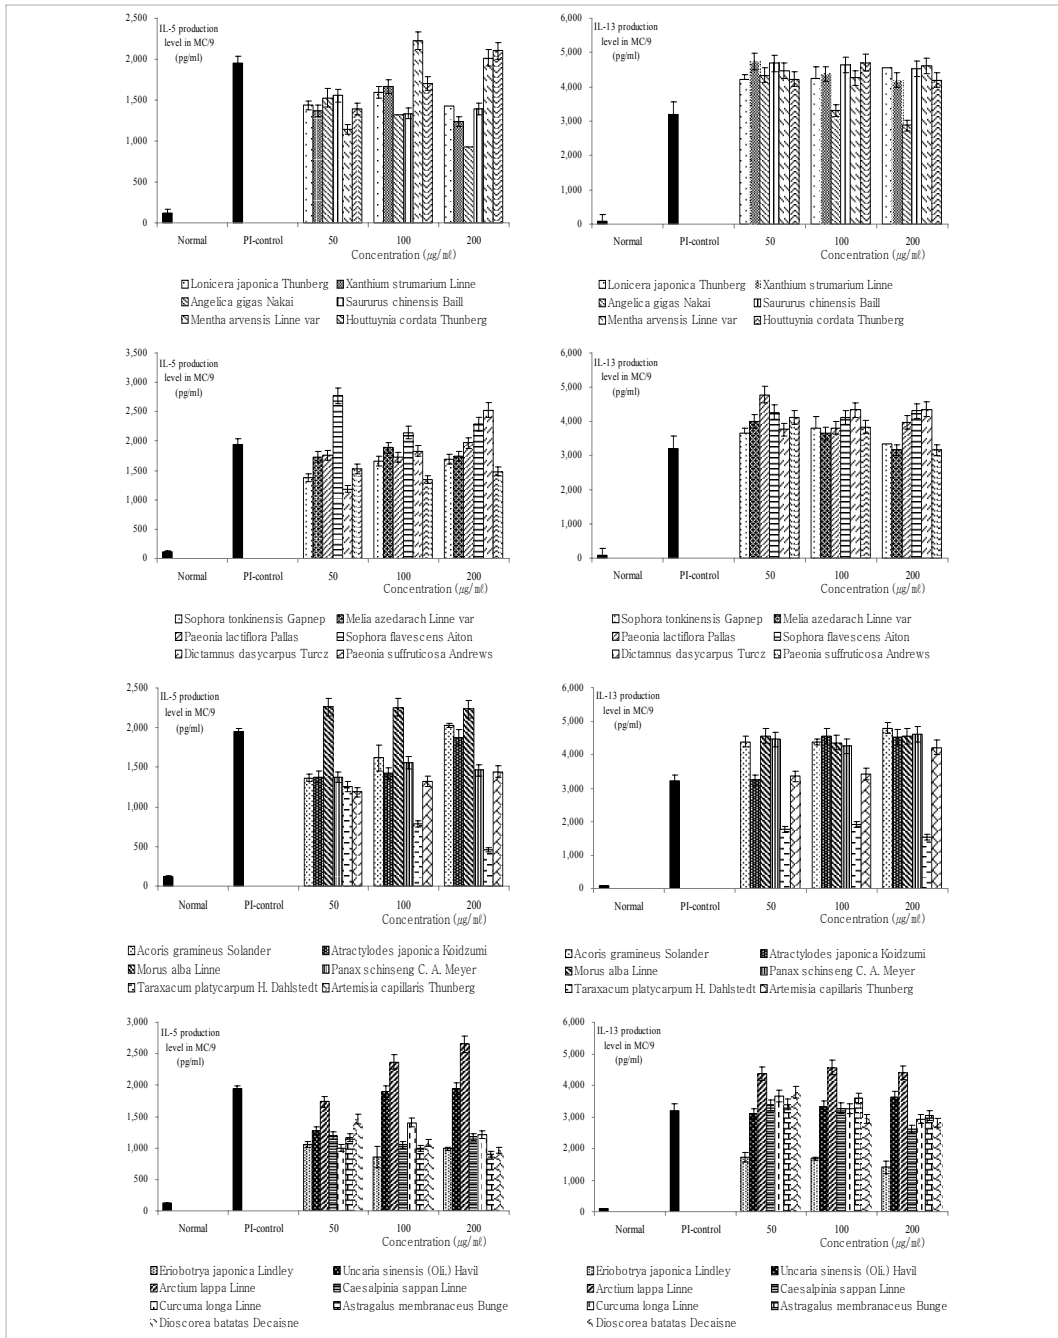 IL-5 production
level in MC/9
(pg/ml)
2,500
2,000
1,500
1,000
500
0
Normal PI-control 50 100 200
Concentration (㎍/㎖)
Lonicera japonica Thunberg Xanthium strumarium Linne
Angelica gigas Nakai Saururus chinensis Baill
Mentha arvensis Linne var Houttuynia cordata Thunberg
IL-13 production
level in MC/9
(pg/ml)
6,000
5,000
4,000
3,000
2,000
1,000
0
Normal PI-control 50 100 200
Concentration (㎍/㎖)
Lonicera japonica Thunberg Xanthium strumarium Linne
Angelica gigas Nakai Saururus chinensis Baill
Mentha arvensis Linne var Houttuynia cordata Thunberg
IL-5 production
level in MC/9
(pg/ml)
3,500
3,000
2,500
2,000
1,500
1,000
500
0
Normal PI-control 50 100 200
Concentration (㎍/㎖)
Sophora tonkinensis Gapnep Melia azedarach Linne var
Paeonia lactiflora Pallas Sophora flavescens Aiton
Dictamnus dasycarpus Turcz Paeonia suffruticosa Andrews
IL-13 production
level in MC/9
(pg/ml)
6,000
5,000
4,000
3,000
2,000
1,000
0
Normal PI-control 50 100 200
Concentration (㎍/㎖)
Sophora tonkinensis Gapnep Melia azedarach Linne var
Paeonia lactiflora Pallas Sophora flavescens Aiton
Dictamnus dasycarpus Turcz Paeonia suffruticosa Andrews
IL-5 production
level in MC/9
(pg/ml)
2,500
2,000
1,500
1,000
500
0
Normal PI-control 50 100 200
Concentration (㎍/㎖)
Acoris gramineus Solander Atractylodes japonica Koidzumi
Morus alba Linne Panax schinseng C. A. Meyer
Taraxacum platycarpum H. Dahlstedt Artemisia capillaris Thunberg
IL-13 production
level in MC/9
(pg/ml)
6,000
5,000
4,000
3,000
2,000
1,000
0
Normal PI-control 50 100 200
Concentration (㎍/㎖)
Acoris gramineus Solander Atractylodes japonica Koidzumi
Morus alba Linne Panax schinseng C. A. Meyer
Taraxacum platycarpum H. Dahlstedt Artemisia capillaris Thunberg
IL-5 production
level in MC/9
(pg/ml)
3,000
2,500
2,000
1,500
1,000
500
0
Normal PI-control 50 100 200
Concentration (㎍/㎖)
Eriobotrya japonica Lindley Uncaria sinensis (Oli.) Havil
Arctium lappa Linne Caesalpinia sappan Linne
Curcuma longa Linne Astragalus membranaceus Bunge
Dioscorea batatas Decaisne
IL-13 production
level in MC/9
(pg/ml)
6,000
5,000
4,000
3,000
2,000
1,000
0
Normal PI-control 50 100 200
Concentration (㎍/㎖)
Eriobotrya japonica Lindley Uncaria sinensis (Oli.) Havil
Arctium lappa Linne Caesalpinia sappan Linne
Curcuma longa Linne Astragalus membranaceus Bunge
Dioscorea batatas Decaisne